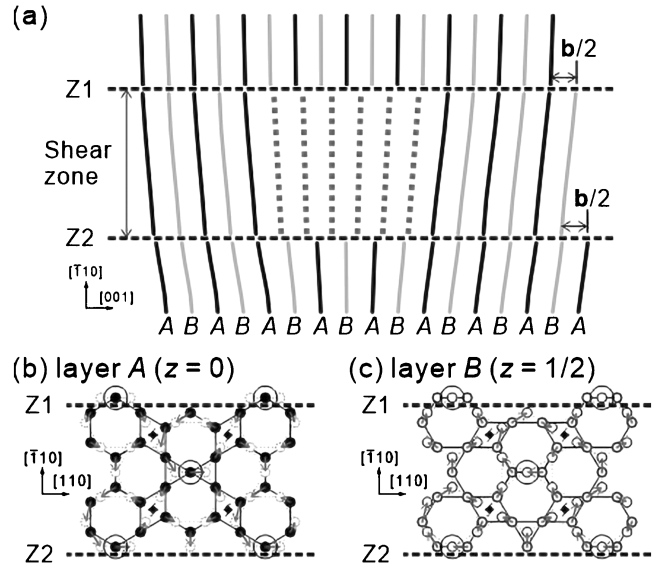 (a)
b/2
Z1
Shear
zone
b/2
Z2
[1̄10]
[001]
A B A B A B A B A B A B A B A B A
(b) layer A (z = 0)
(c) layer B (z = 1/2)
Z1
Z1
[1̄10]
[110]
[1̄10]
[110]
Z2
Z2